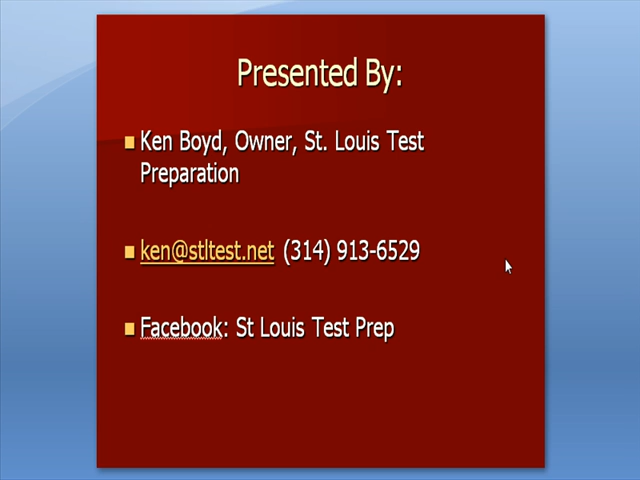 Presented By:
Ken Boyd, Owner, St. Louis Test
Preparation
ken@stltest.net (314) 913-6529
Facebook: St Louis Test Prep